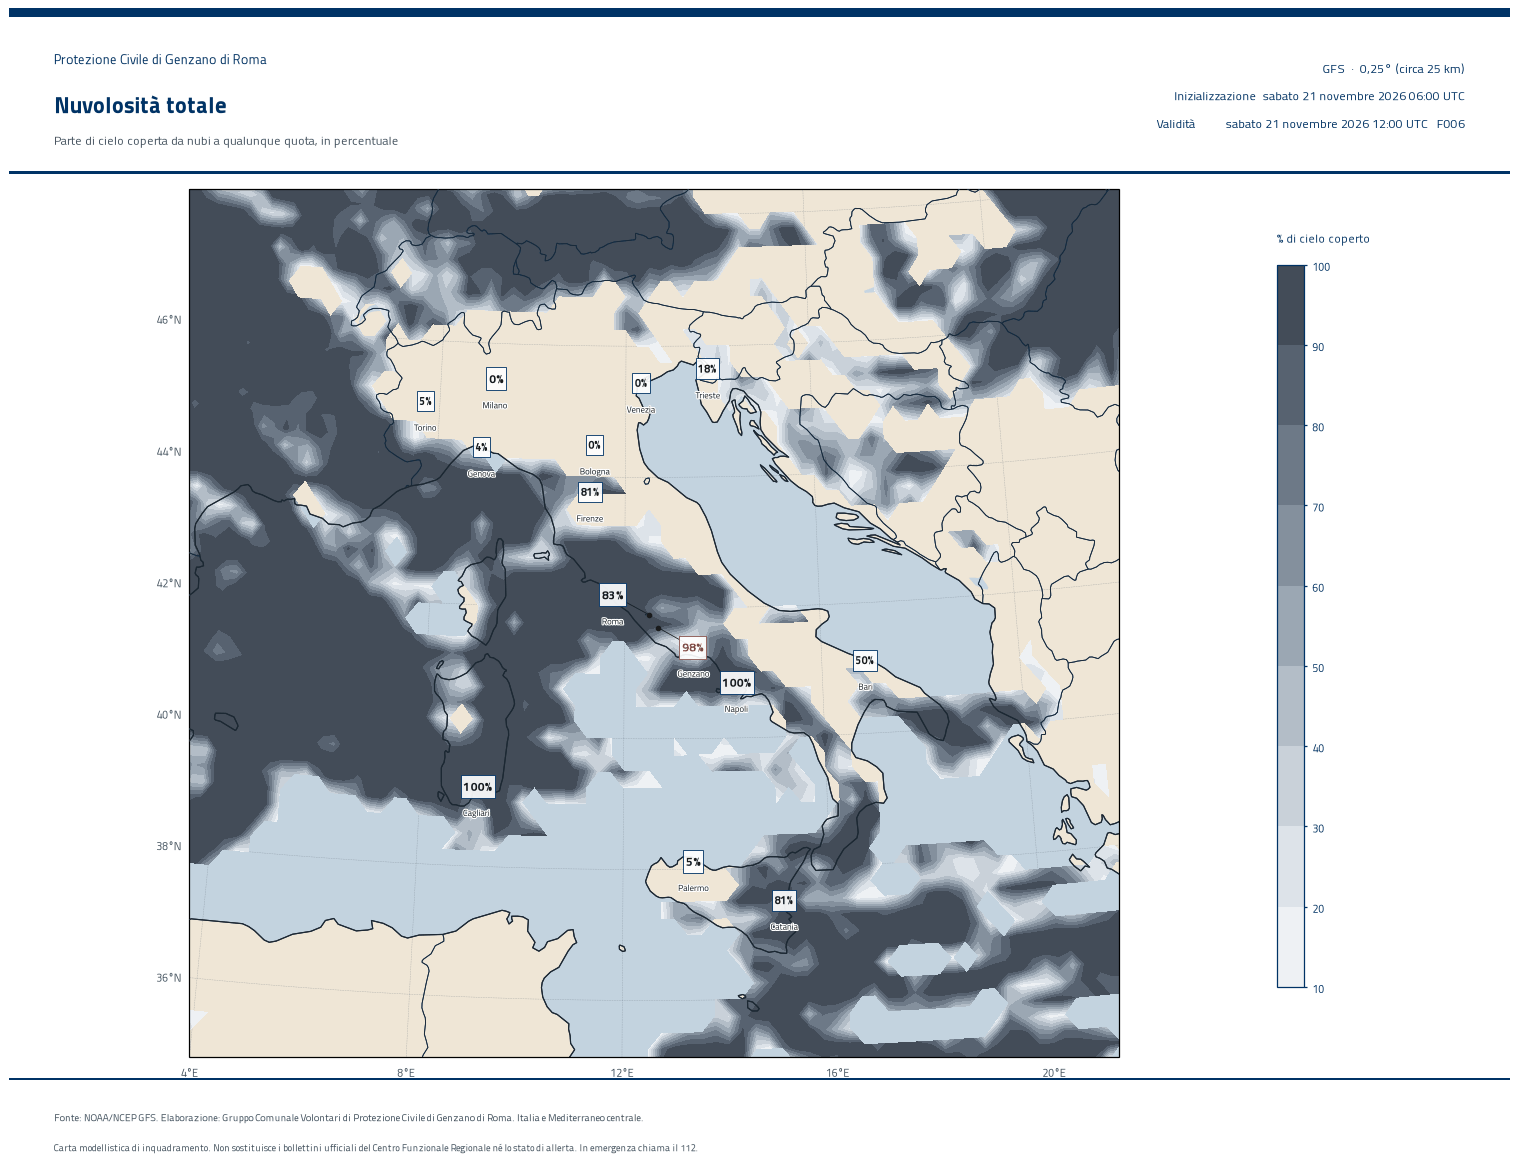 Protezione Civile di Genzano di Roma
Nuvolosità totale
Parte di cielo coperta da nubi a qualunque quota, in percentuale
GFS · 0,25° (circa 25 km)
Inizializzazione sabato 21 novembre 2026 06:00 UTC
Validità sabato 21 novembre 2026 12:00 UTC F006
% di cielo coperto
100
90
80
70
60
50
40
30
20
10
46°N
44°N
42°N
40°N
38°N
36°N
4°E
8°E
12°E
16°E
20°E
18%
Trieste
0%
Milano
0%
Venezia
5%
Torino
4%
Genova
0%
Bologna
81%
Firenze
83%
Roma
98%
Genzano
50%
Bari
100%
Napoli
100%
Cagliari
5%
Palermo
81%
Catania
Fonte: NOAA/NCEP GFS. Elaborazione: Gruppo Comunale Volontari di Protezione Civile di Genzano di Roma. Italia e Mediterraneo centrale.
Carta modellistica di inquadramento. Non sostituisce i bollettini ufficiali del Centro Funzionale Regionale né lo stato di allerta. In emergenza chiama il 112.